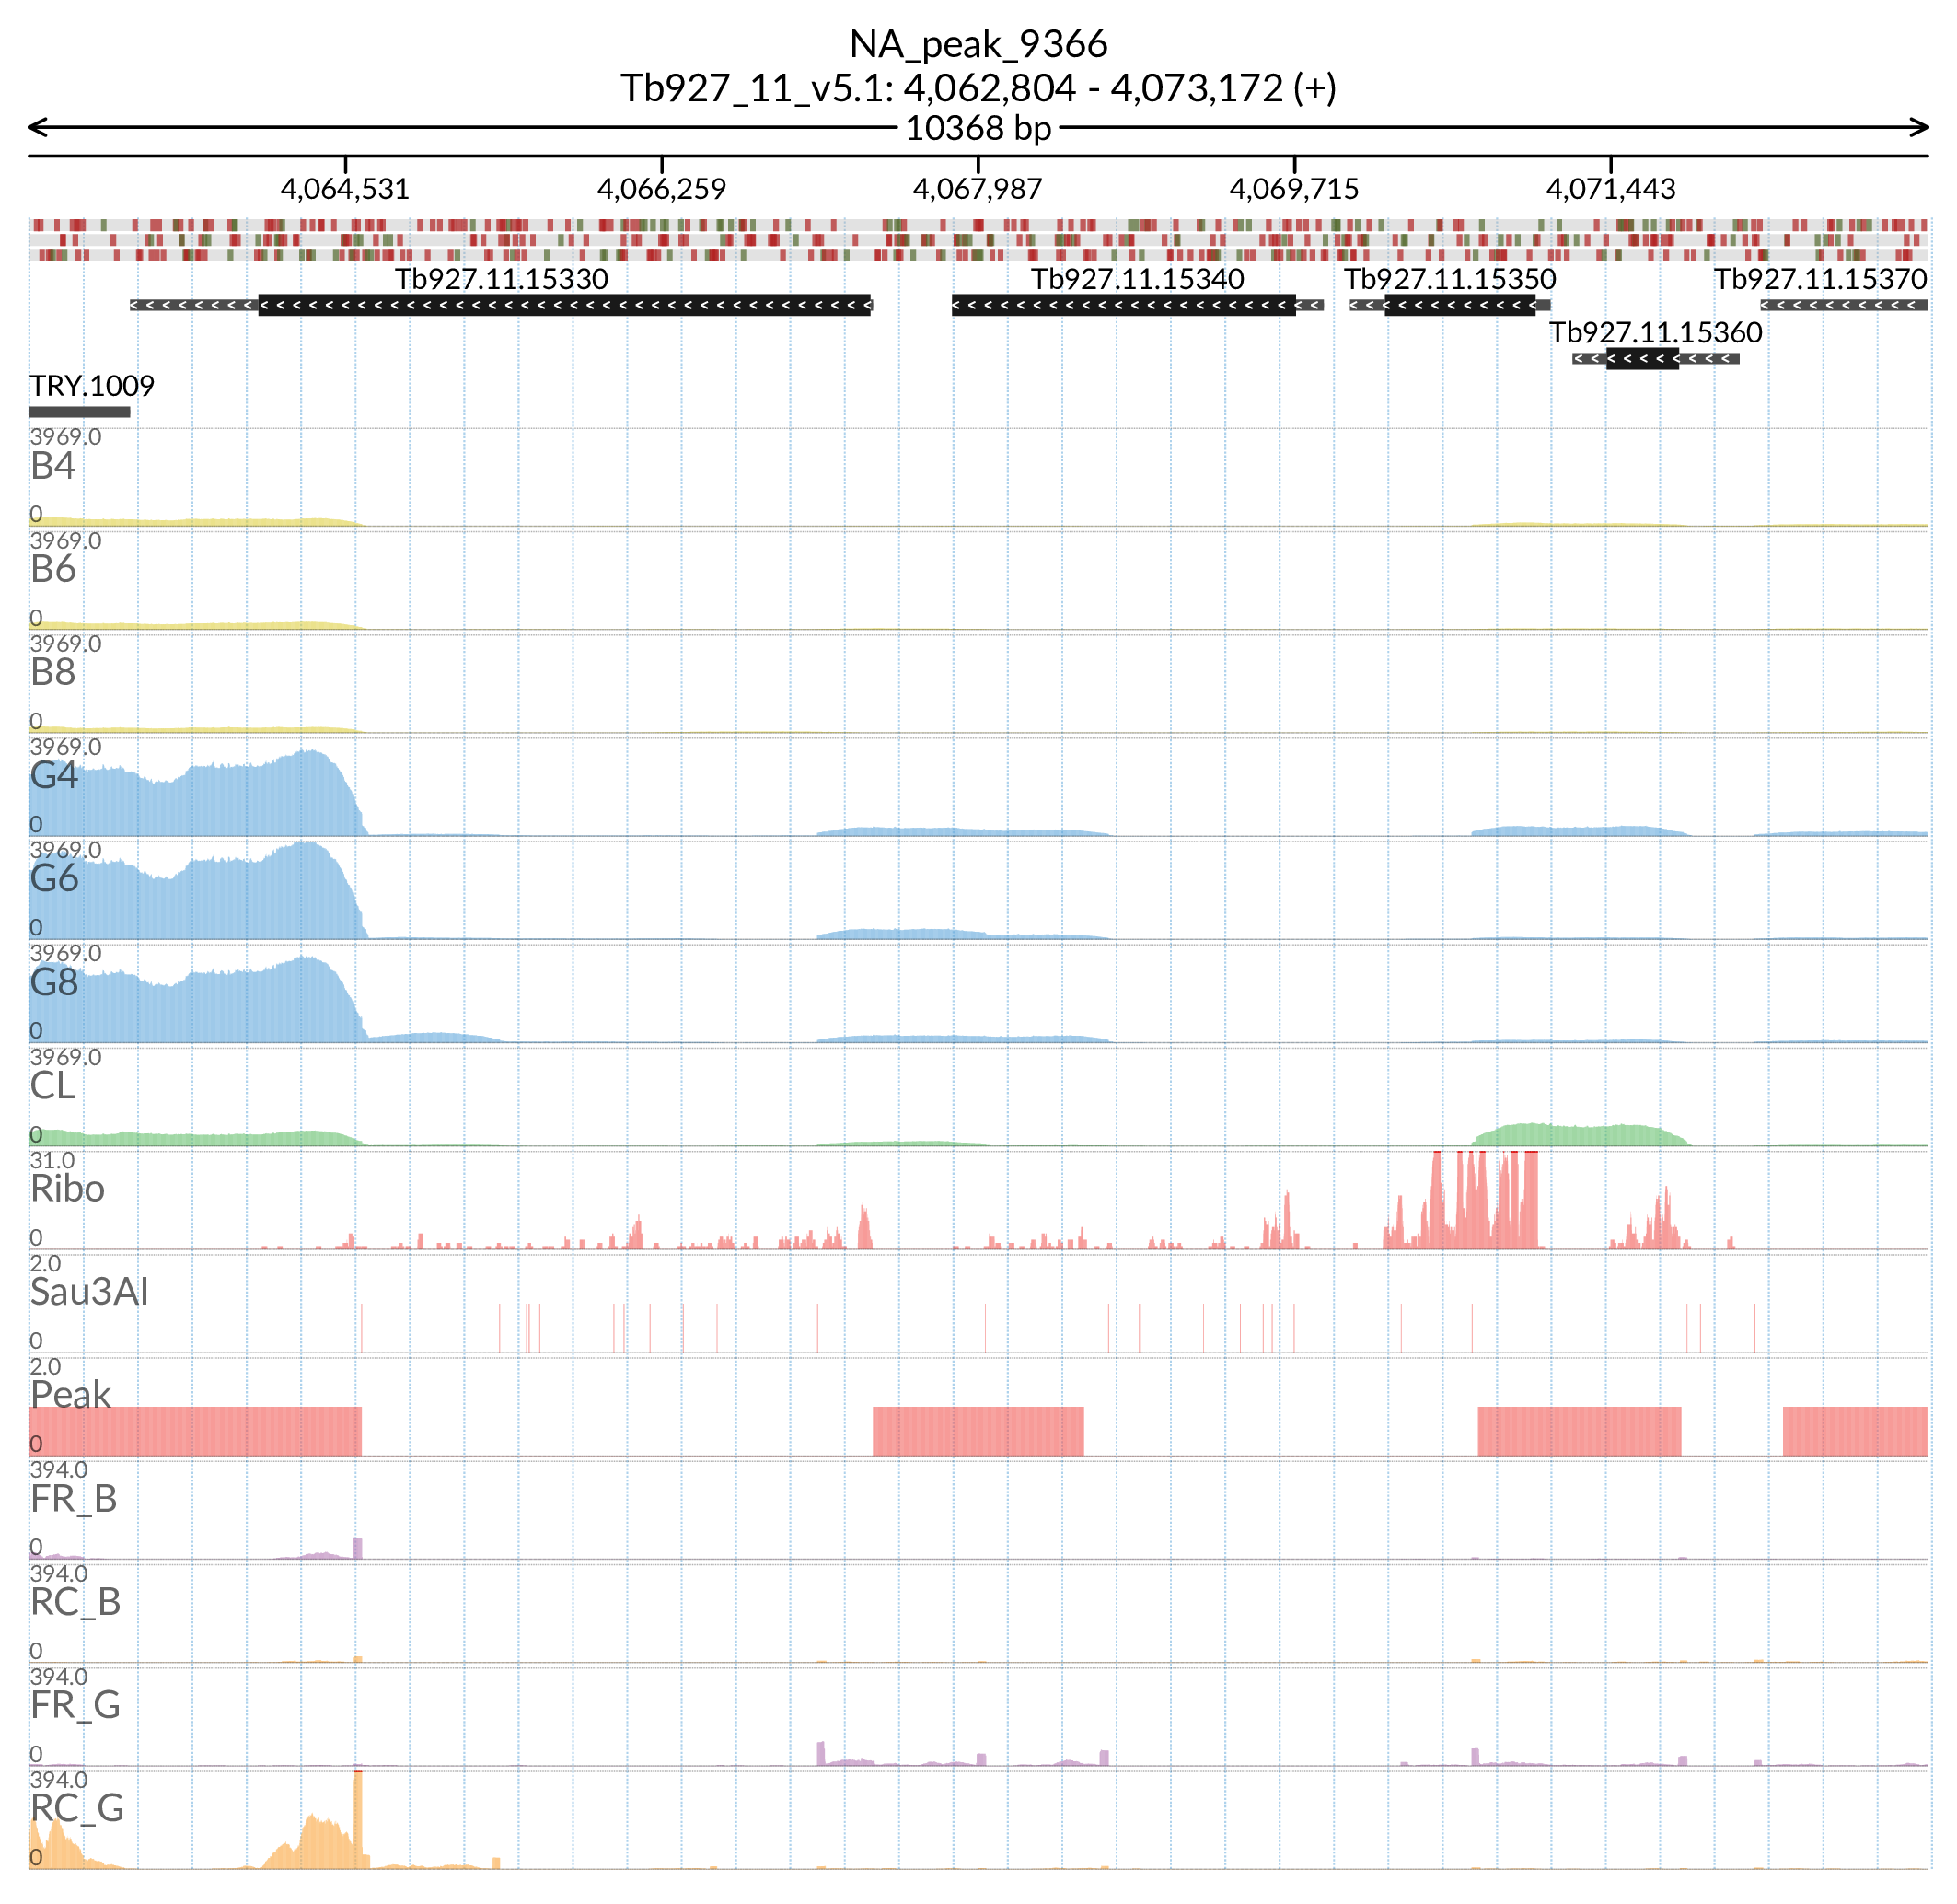 NA_peak_9366
Tb927_11_v5.1: 4,062,804 - 4,073,172 (+)
10368 bp
4,064,531 4,066,259 4,067,987 4,069,715 4,071,443
Tb927.11.15330 Tb927.11.15340 Tb927.11.15350 Tb927.11.15370
Tb927.11.15360
TRY.1009
3969.0
B4
0
3969.0
B6
0
3969.0
B8
0
3969.0
G4
0
3969.0
G6
0
3969.0
G8
0
3969.0
CL
0
31.0
Ribo
0
2.0
Sau3AI
0
2.0
Peak
0
394.0
FR_B
0
394.0
RC_B
0
394.0
FR_G
0
394.0
RC_G
0